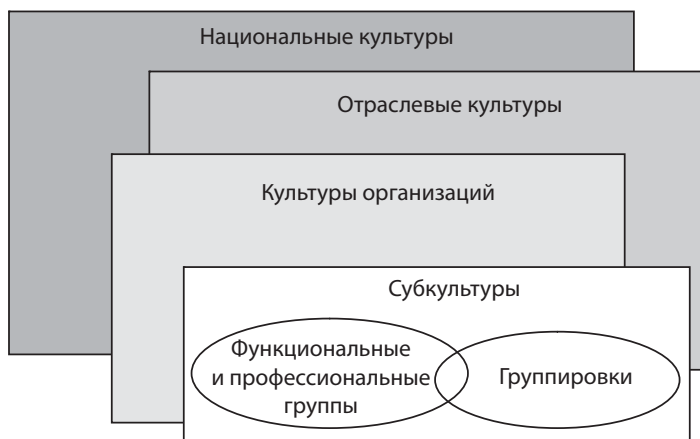 Национальные культуры
Отраслевые культуры
Культуры организаций
Субкультуры
Функциональные
и профессиональные
группы
Группировки